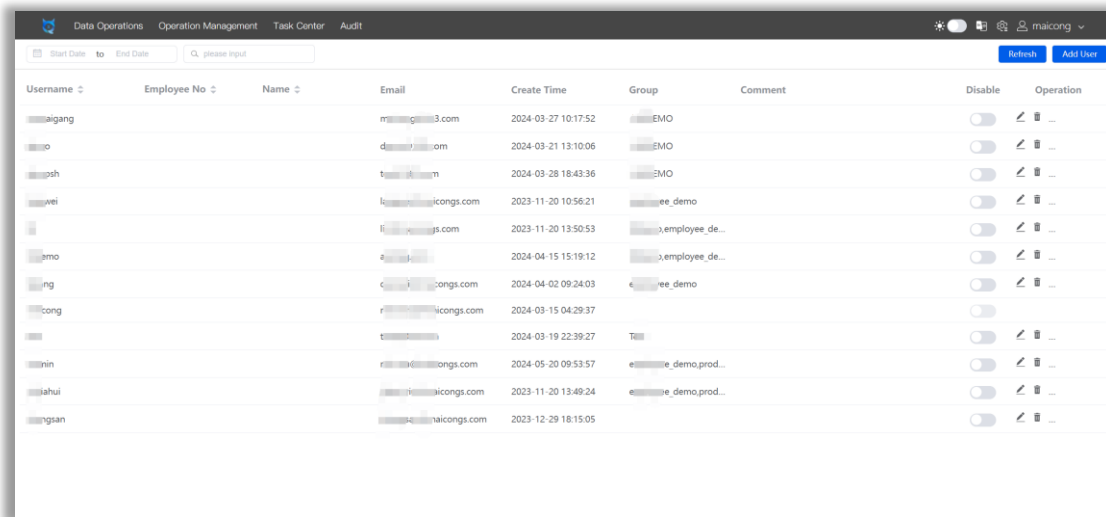 Data Operations Operation Management Task Center Audit maicong
Start Date to End Date please input Refresh Add User
Username Employee No Name Email Create Time Group Comment Disable Operation
aigang 3.com 2024-03-27 10:17:52 EMO ...
o om 2024-03-21 13:10:06 EMO ...
psh m 2024-03-28 18:43:36 EMO ...
wei icongs.com 2023-11-20 10:56:21 ee_demo ...
gs.com 2023-11-20 13:50:53 ,employee_de... ...
emo 2024-04-15 15:19:12 ,employee_de... ...
ng congs.com 2024-04-02 09:24:03 ee_demo ...
cong icongs.com 2024-03-15 04:29:37
2024-03-19 22:39:27 ...
min ongs.com 2024-05-20 09:53:57 e_demo,prod... ...
iahui aicongs.com 2023-11-20 13:49:24 e_demo,prod... ...
ngsan naicongs.com 2023-12-29 18:15:05 ...